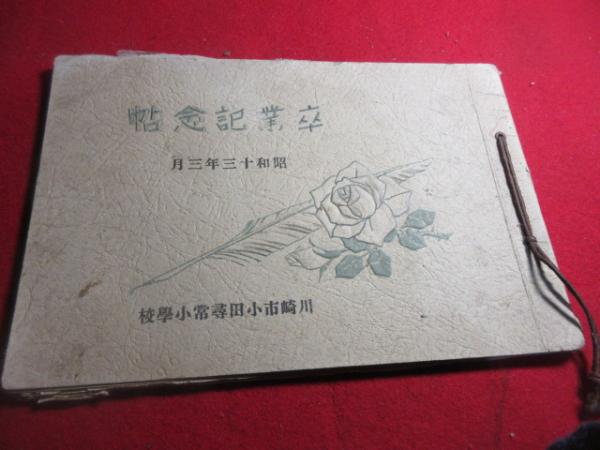 卒業記念帖
昭和十三年三月
川崎市小田尋常小學校